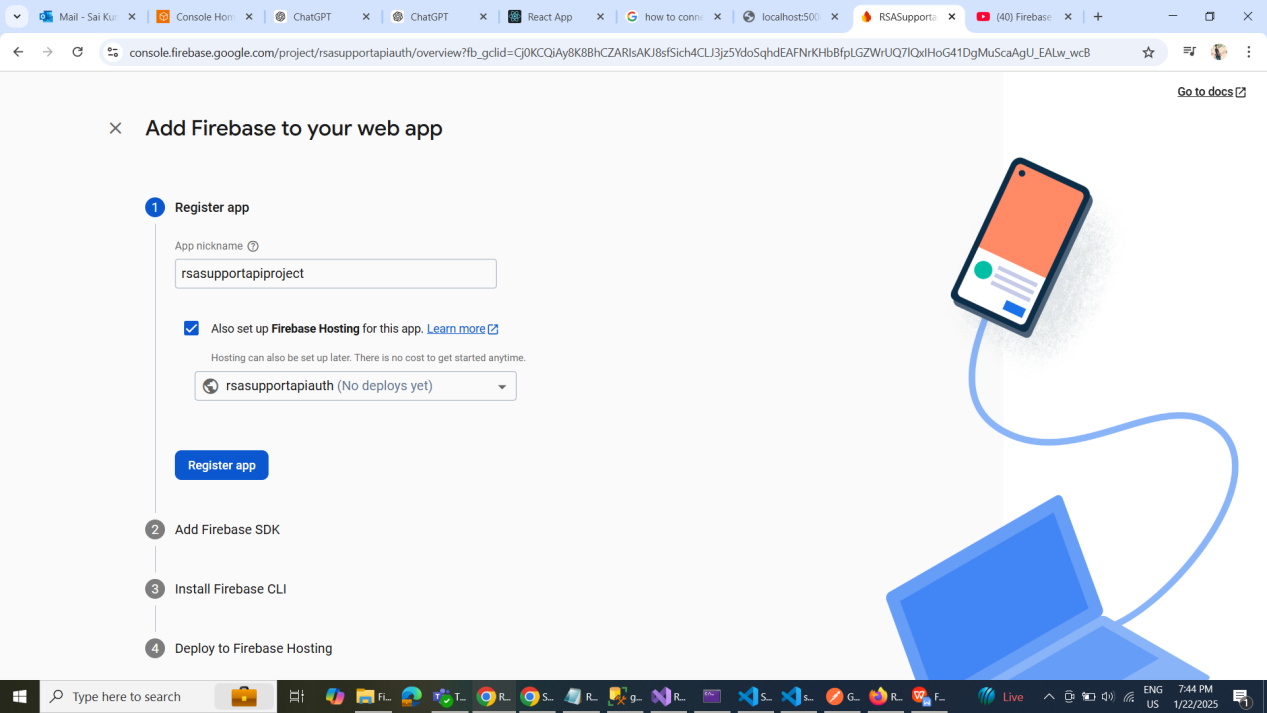 Mail - Sai Kur
Console Hom
ChatGPT
ChatGPT
React App
how to conne
localhost:500
RSASupporta
(40) Firebase
console.firebase.google.com/project/rsasupportapiauth/overview?fb_gclid=Cj0KCQiAy8K8BhCZARIsAKJ8sfSich4CLJ3jz5YdoSqhdEAFNrKHbBfpLGZWrUQ7lQxIHoG41DgMuScaAgU_EALw_wcB
Go to docs
Add Firebase to your web app
1 Register app
App nickname
rsasupportapiproject
Also set up Firebase Hosting for this app. Learn more
Hosting can also be set up later. There is no cost to get started anytime.
rsasupportapiauth (No deploys yet)
Register app
2 Add Firebase SDK
3 Install Firebase CLI
4 Deploy to Firebase Hosting
Type here to search
Fi...
T...
R...
S...
R...
g...
R...
S...
s...
G...
R...
F...
Live
ENG
US
7:44 PM
1/22/2025
1